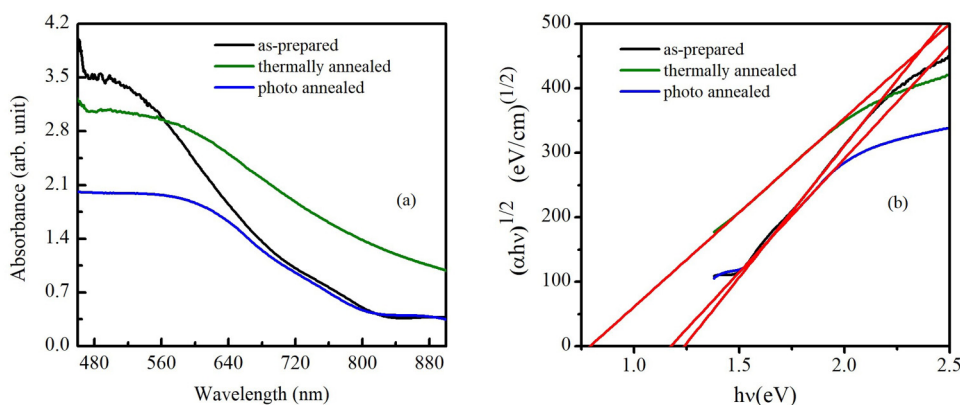 4.2
3.5
2.8
2.1
1.4
0.7
0.0
Absorbance (arb. unit)
as-prepared
thermally annealed
photo annealed
(a)
480 560 640 720 800 880
Wavelength (nm)
500
400
300
200
100
0
(αhν)^1/2 (eV/cm)^(1/2)
as-prepared
thermally annealed
photo annealed
(b)
1.0 1.5 2.0 2.5
hν(eV)